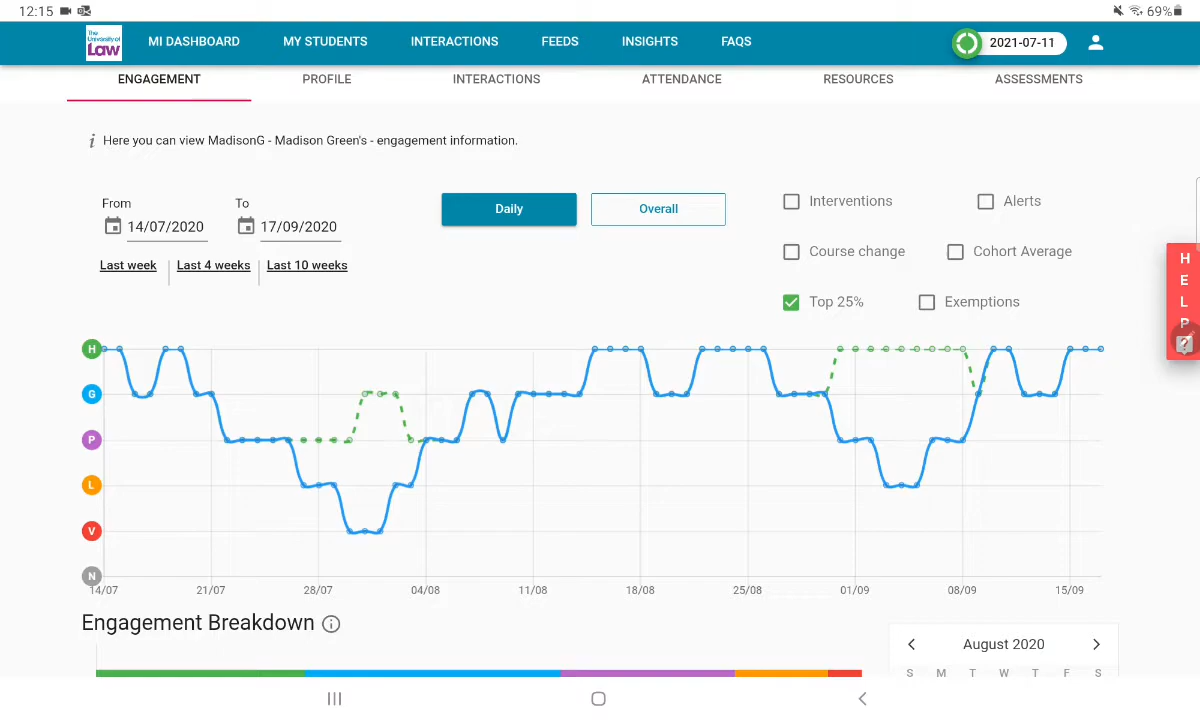 12:15 69%
The University of Law MI DASHBOARD MY STUDENTS INTERACTIONS FEEDS INSIGHTS FAQS 2021-07-11
ENGAGEMENT PROFILE INTERACTIONS ATTENDANCE RESOURCES ASSESSMENTS
i Here you can view MadisonG - Madison Green's - engagement information.
From To
14/07/2020 17/09/2020
Last week Last 4 weeks Last 10 weeks
Daily Overall
Interventions Alerts
Course change Cohort Average
Top 25% Exemptions
HELP
?
H
G
P
L
V
N
14/07 21/07 28/07 04/08 11/08 18/08 25/08 01/09 08/09 15/09
Engagement Breakdown i
August 2020
S M T W T F S